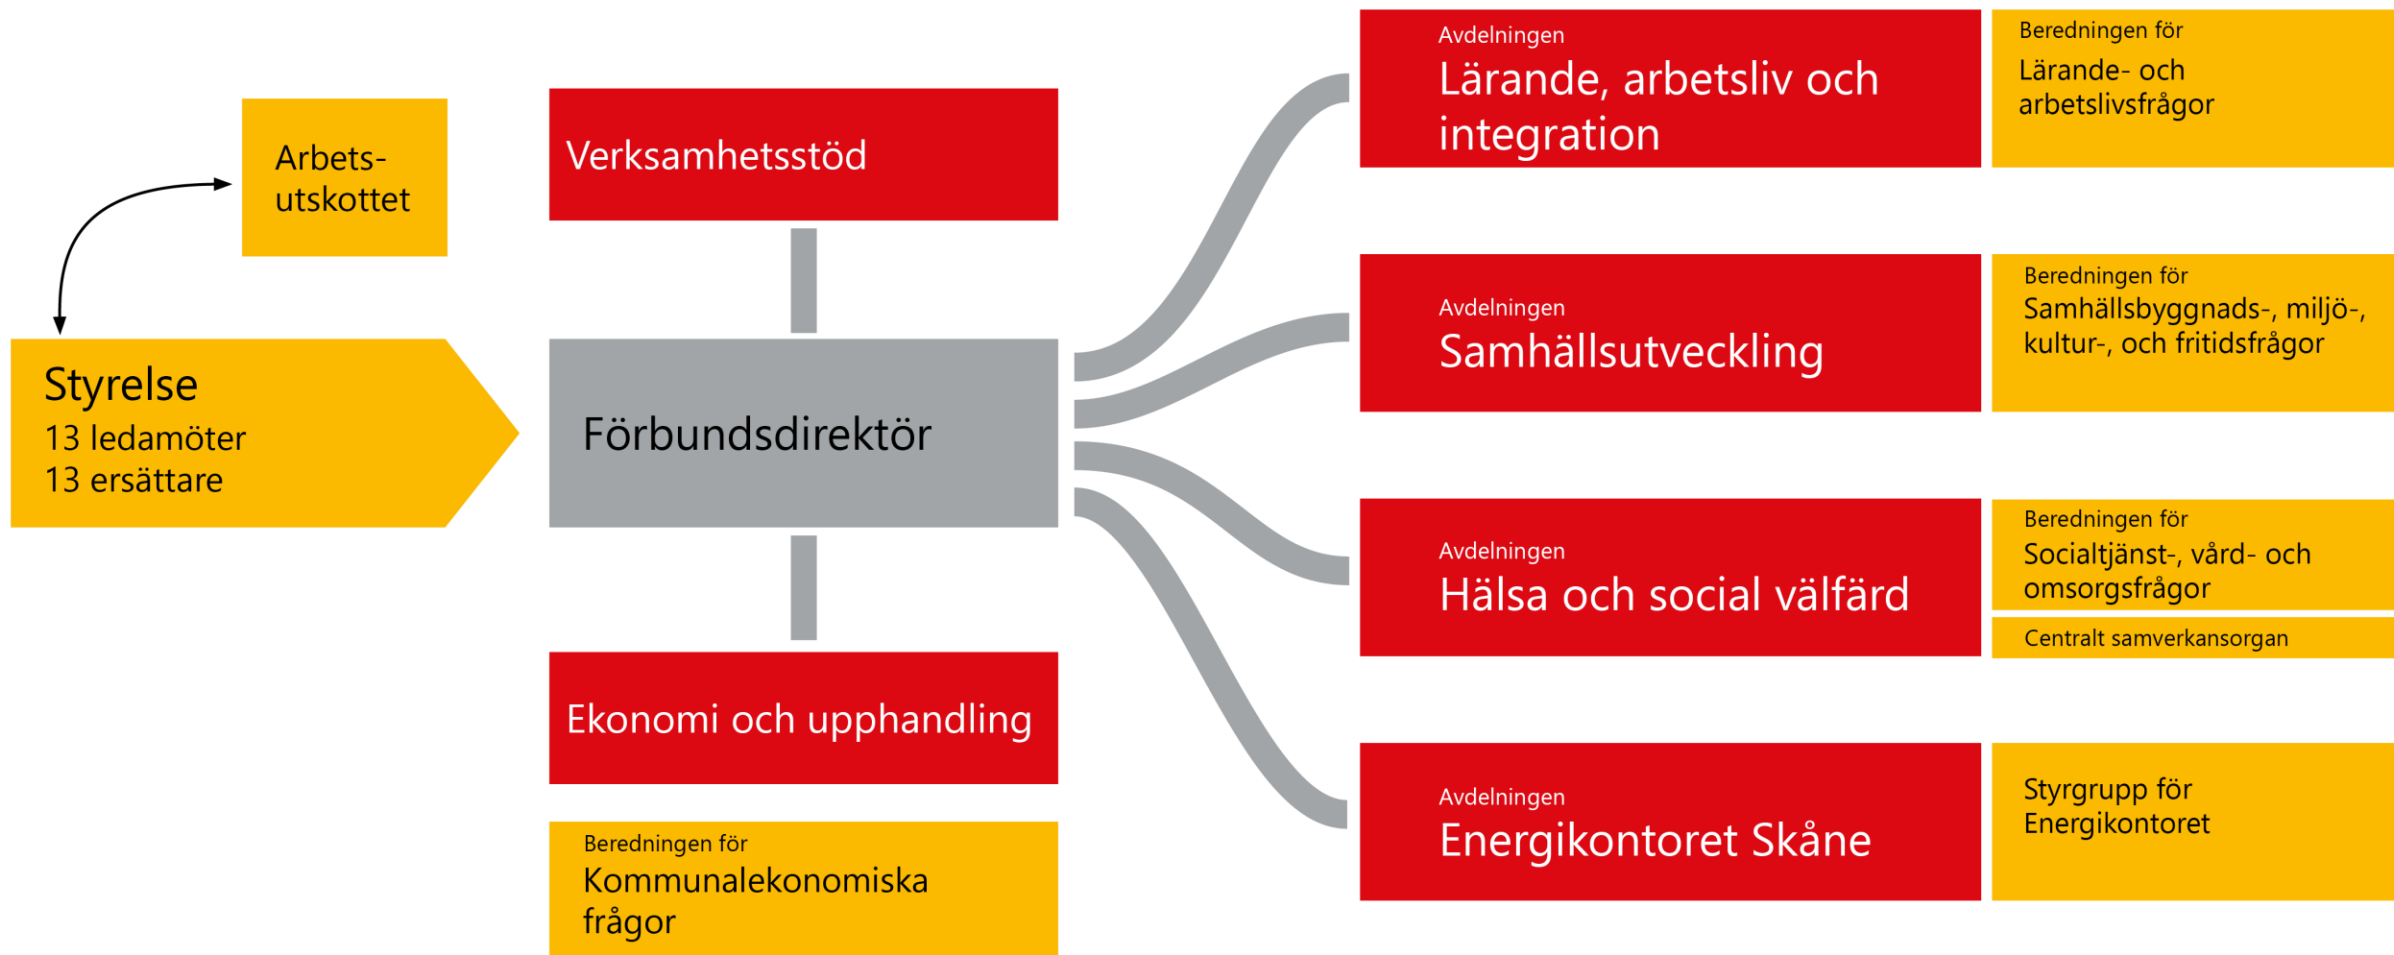 Arbets-
utskottet
Styrelse
13 ledamöter
13 ersättare
Verksamhetsstöd
Förbundsdirektör
Ekonomi och upphandling
Beredningen för
Kommunalekonomiska
frågor
Avdelningen
Lärande, arbetsliv och
integration
Beredningen för
Lärande- och
arbetslivsfrågor
Avdelningen
Samhällsutveckling
Beredningen för
Samhällsbyggnads-, miljö-,
kultur-, och fritidsfrågor
Avdelningen
Hälsa och social välfärd
Beredningen för
Socialtjänst-, vård- och
omsorgsfrågor
Centralt samverkansorgan
Avdelningen
Energikontoret Skåne
Styrgrupp för
Energikontoret